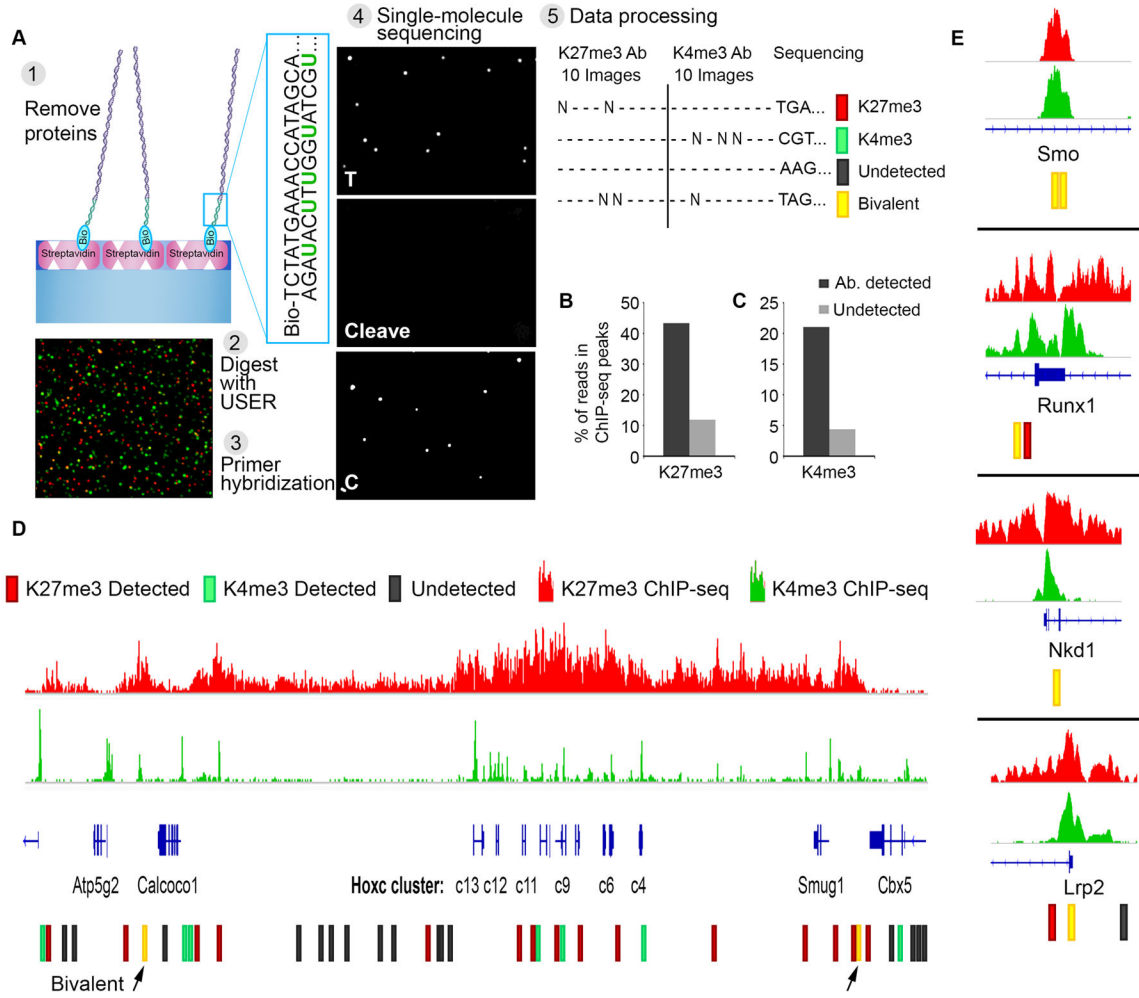 A
1
Remove
proteins
Bio
Bio
Bio
Streptavidin
Streptavidin
Streptavidin
Bio-TCTATGAAACCATAGCA...
AGAUACUUUGGUAUCGU...
2
Digest
with
USER
3
Primer
hybridization
4 Single-molecule
sequencing
T
Cleave
C
5 Data processing
K27me3 Ab K4me3 Ab Sequencing
10 Images 10 Images
N - - N - - - - - - - - - - - - - - TGA... K27me3
- - - - - - - - - - - N - N N - - - CGT... K4me3
- - - - - - - - - - - - - - - - - - AAG... Undetected
- - - - N N - - - - - N - - - - - - TAG... Bivalent
B
% of reads in
ChIP-seq peaks
50
40
30
20
10
0
K27me3
C
Ab. detected
Undetected
25
20
15
10
5
0
K4me3
D
K27me3 Detected K4me3 Detected Undetected K27me3 ChIP-seq K4me3 ChIP-seq
Atp5g2 Calcoco1 Hoxc cluster: c13 c12 c11 c9 c6 c4 Smug1 Cbx5
Bivalent
E
Smo
Runx1
Nkd1
Lrp2